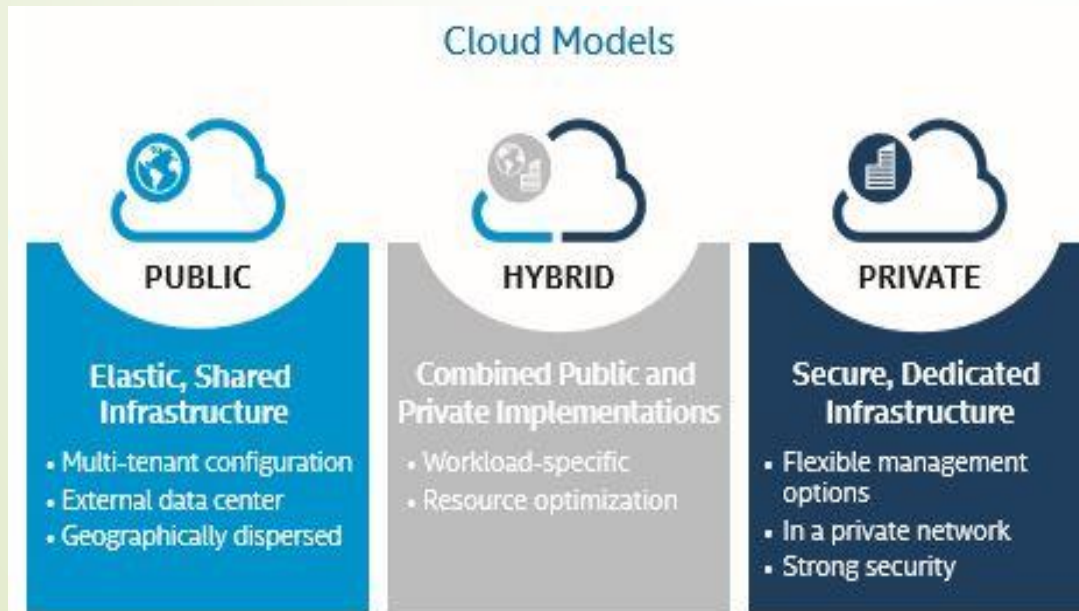 Cloud Models
PUBLIC
Elastic, Shared
Infrastructure
• Multi-tenant configuration
• External data center
• Geographically dispersed
HYBRID
Combined Public and
Private Implementations
• Workload-specific
• Resource optimization
PRIVATE
Secure, Dedicated
Infrastructure
• Flexible management
options
• In a private network
• Strong security